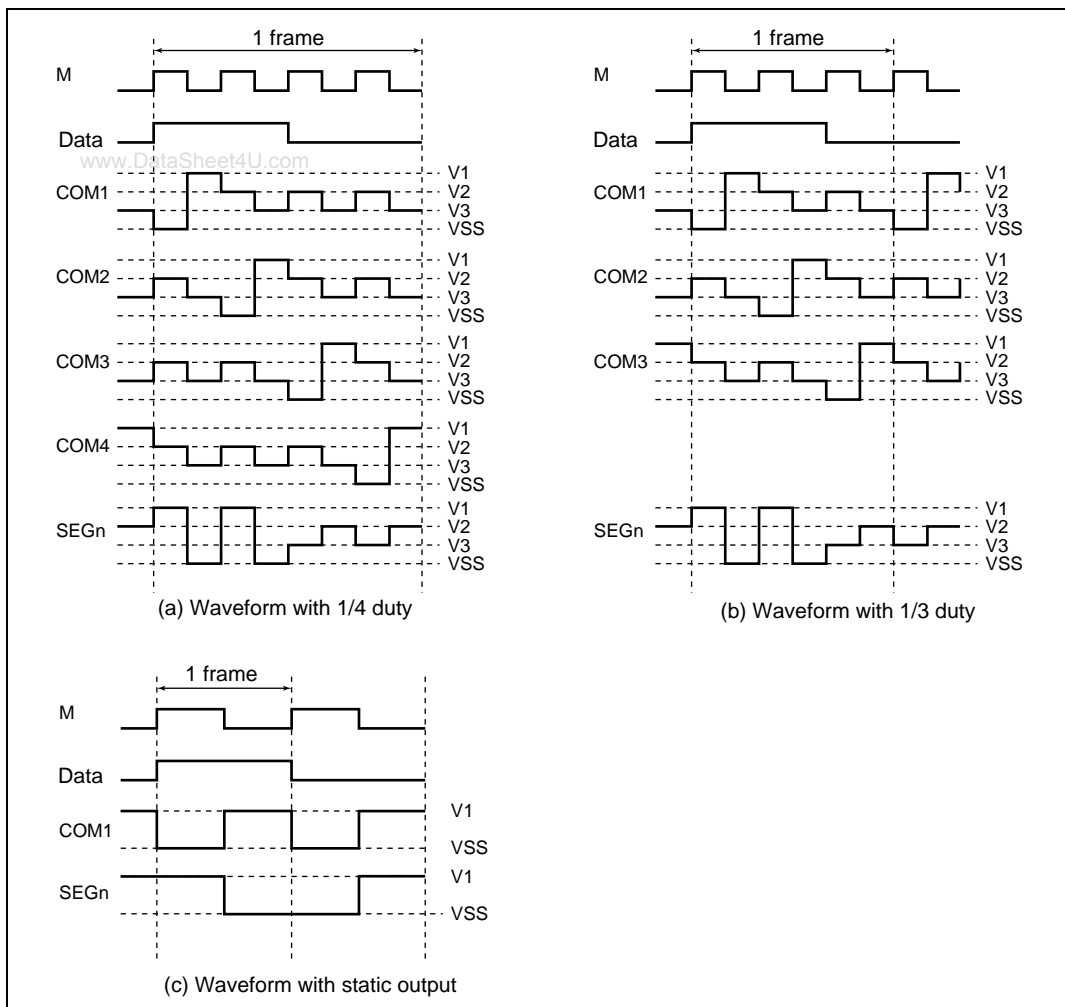 1 frame
M
Data
www.DataSheet4U.com
COM1
V1
V2
V3
VSS
COM2
V1
V2
V3
VSS
COM3
V1
V2
V3
VSS
COM4
V1
V2
V3
VSS
SEGn
V1
V2
V3
VSS
(a) Waveform with 1/4 duty
1 frame
M
Data
COM1
V1
V2
V3
VSS
COM2
V1
V2
V3
VSS
COM3
V1
V2
V3
VSS
SEGn
V1
V2
V3
VSS
(b) Waveform with 1/3 duty
1 frame
M
Data
COM1
V1
VSS
SEGn
V1
VSS
(c) Waveform with static output